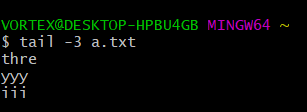 VORTEX@DESKTOP-HPBU4GB MINGW64 ~
$ tail -3 a.txt
thre
yyy
iii